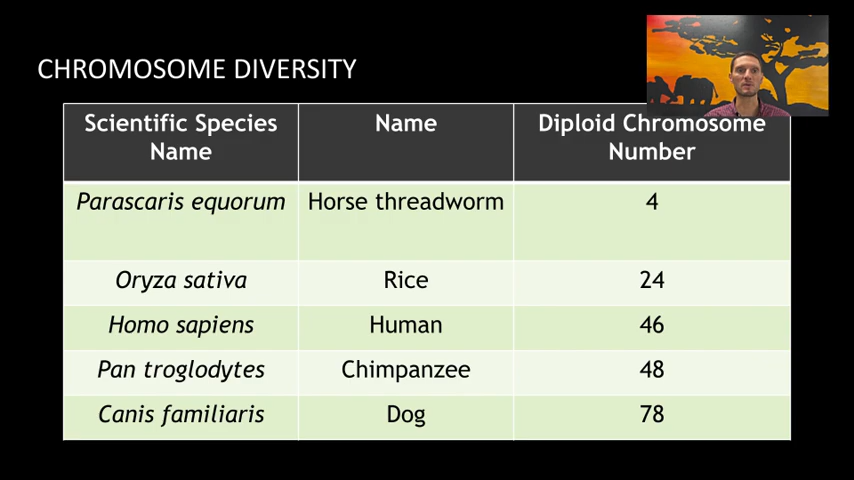 CHROMOSOME DIVERSITY
Scientific Species Name
Name
Diploid Chromosome Number
Parascaris equorum Horse threadworm 4
Oryza sativa Rice 24
Homo sapiens Human 46
Pan troglodytes Chimpanzee 48
Canis familiaris Dog 78